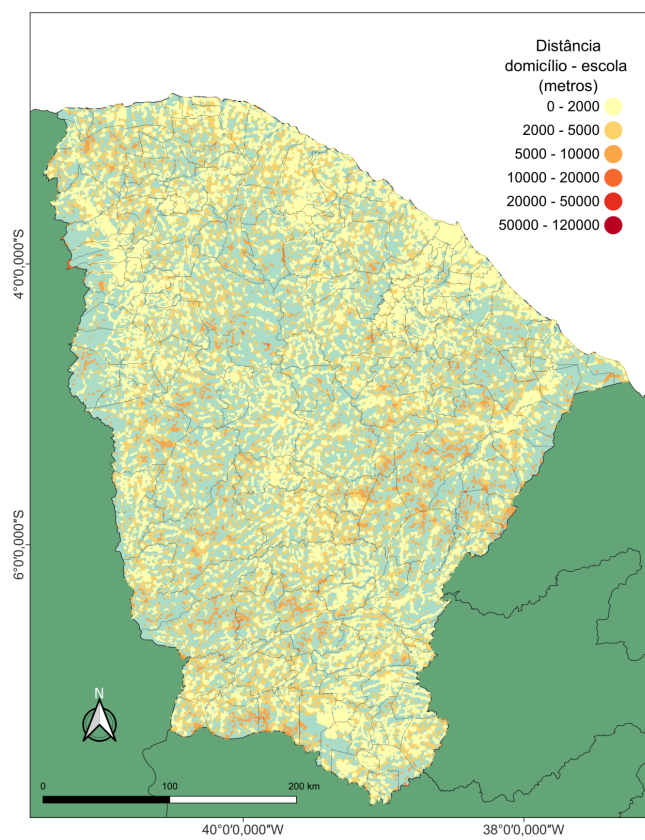 Distância
domicílio - escola
(metros)
0 - 2000
2000 - 5000
5000 - 10000
10000 - 20000
20000 - 50000
50000 - 120000
4°0'0,000"S
6°0'0,000"S
N
0 100 200 km
40°0'0,000"W 38°0'0,000"W